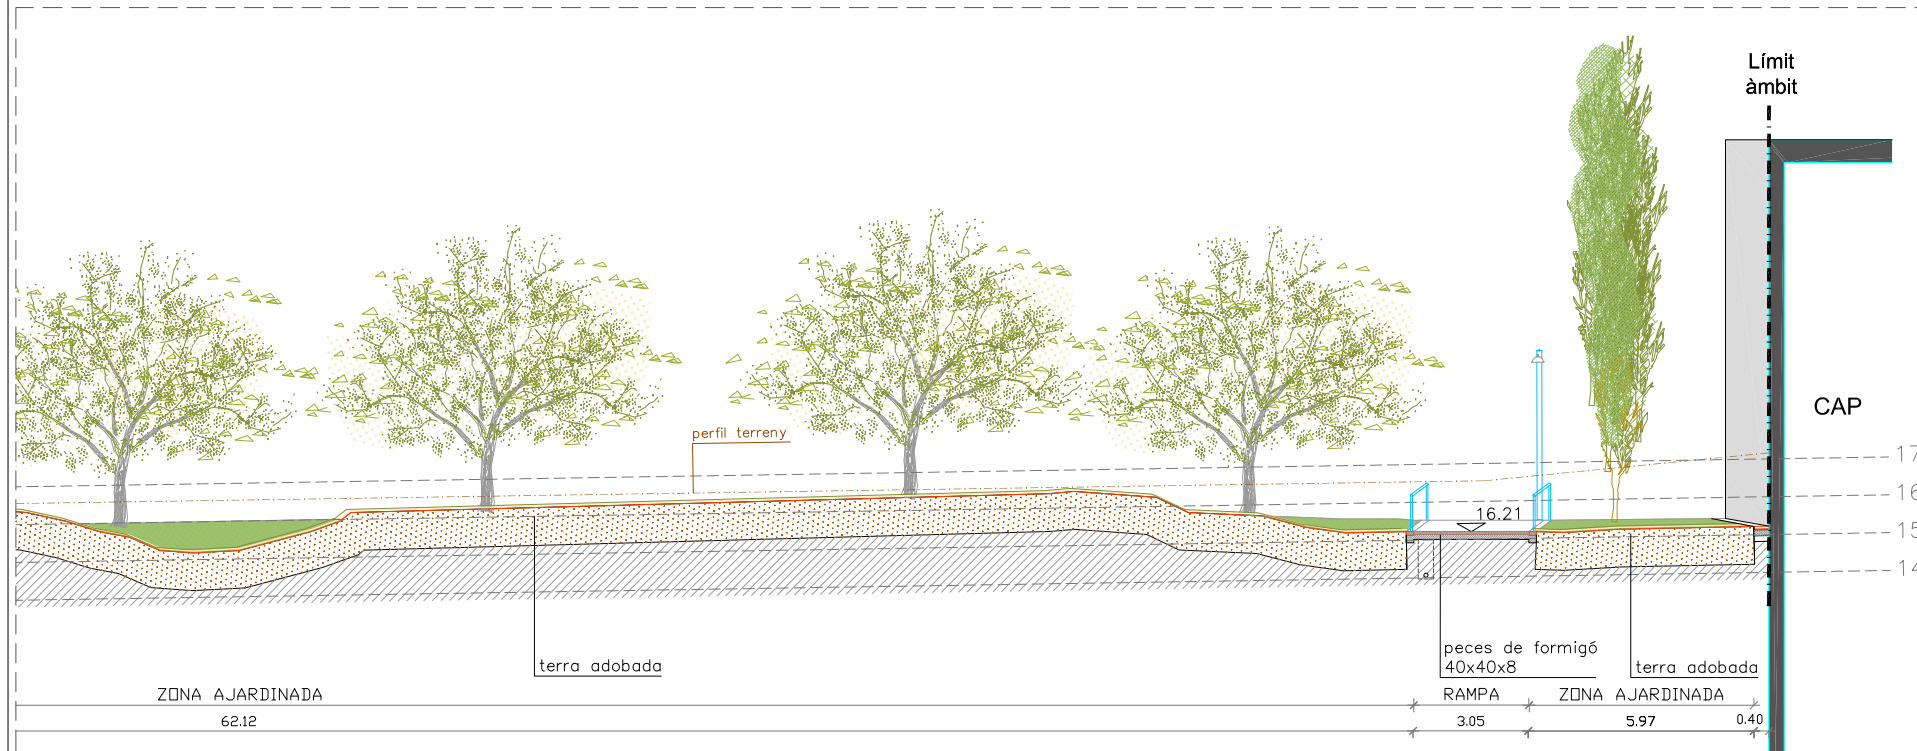 Límit
àmbit
CAP
perfil terreny
17
16
16.21
15
14
peces de formigó
40x40x8
terra adobada
terra adobada
ZONA AJARDINADA
RAMPA
ZONA AJARDINADA
62.12
3.05
5.97
0.40